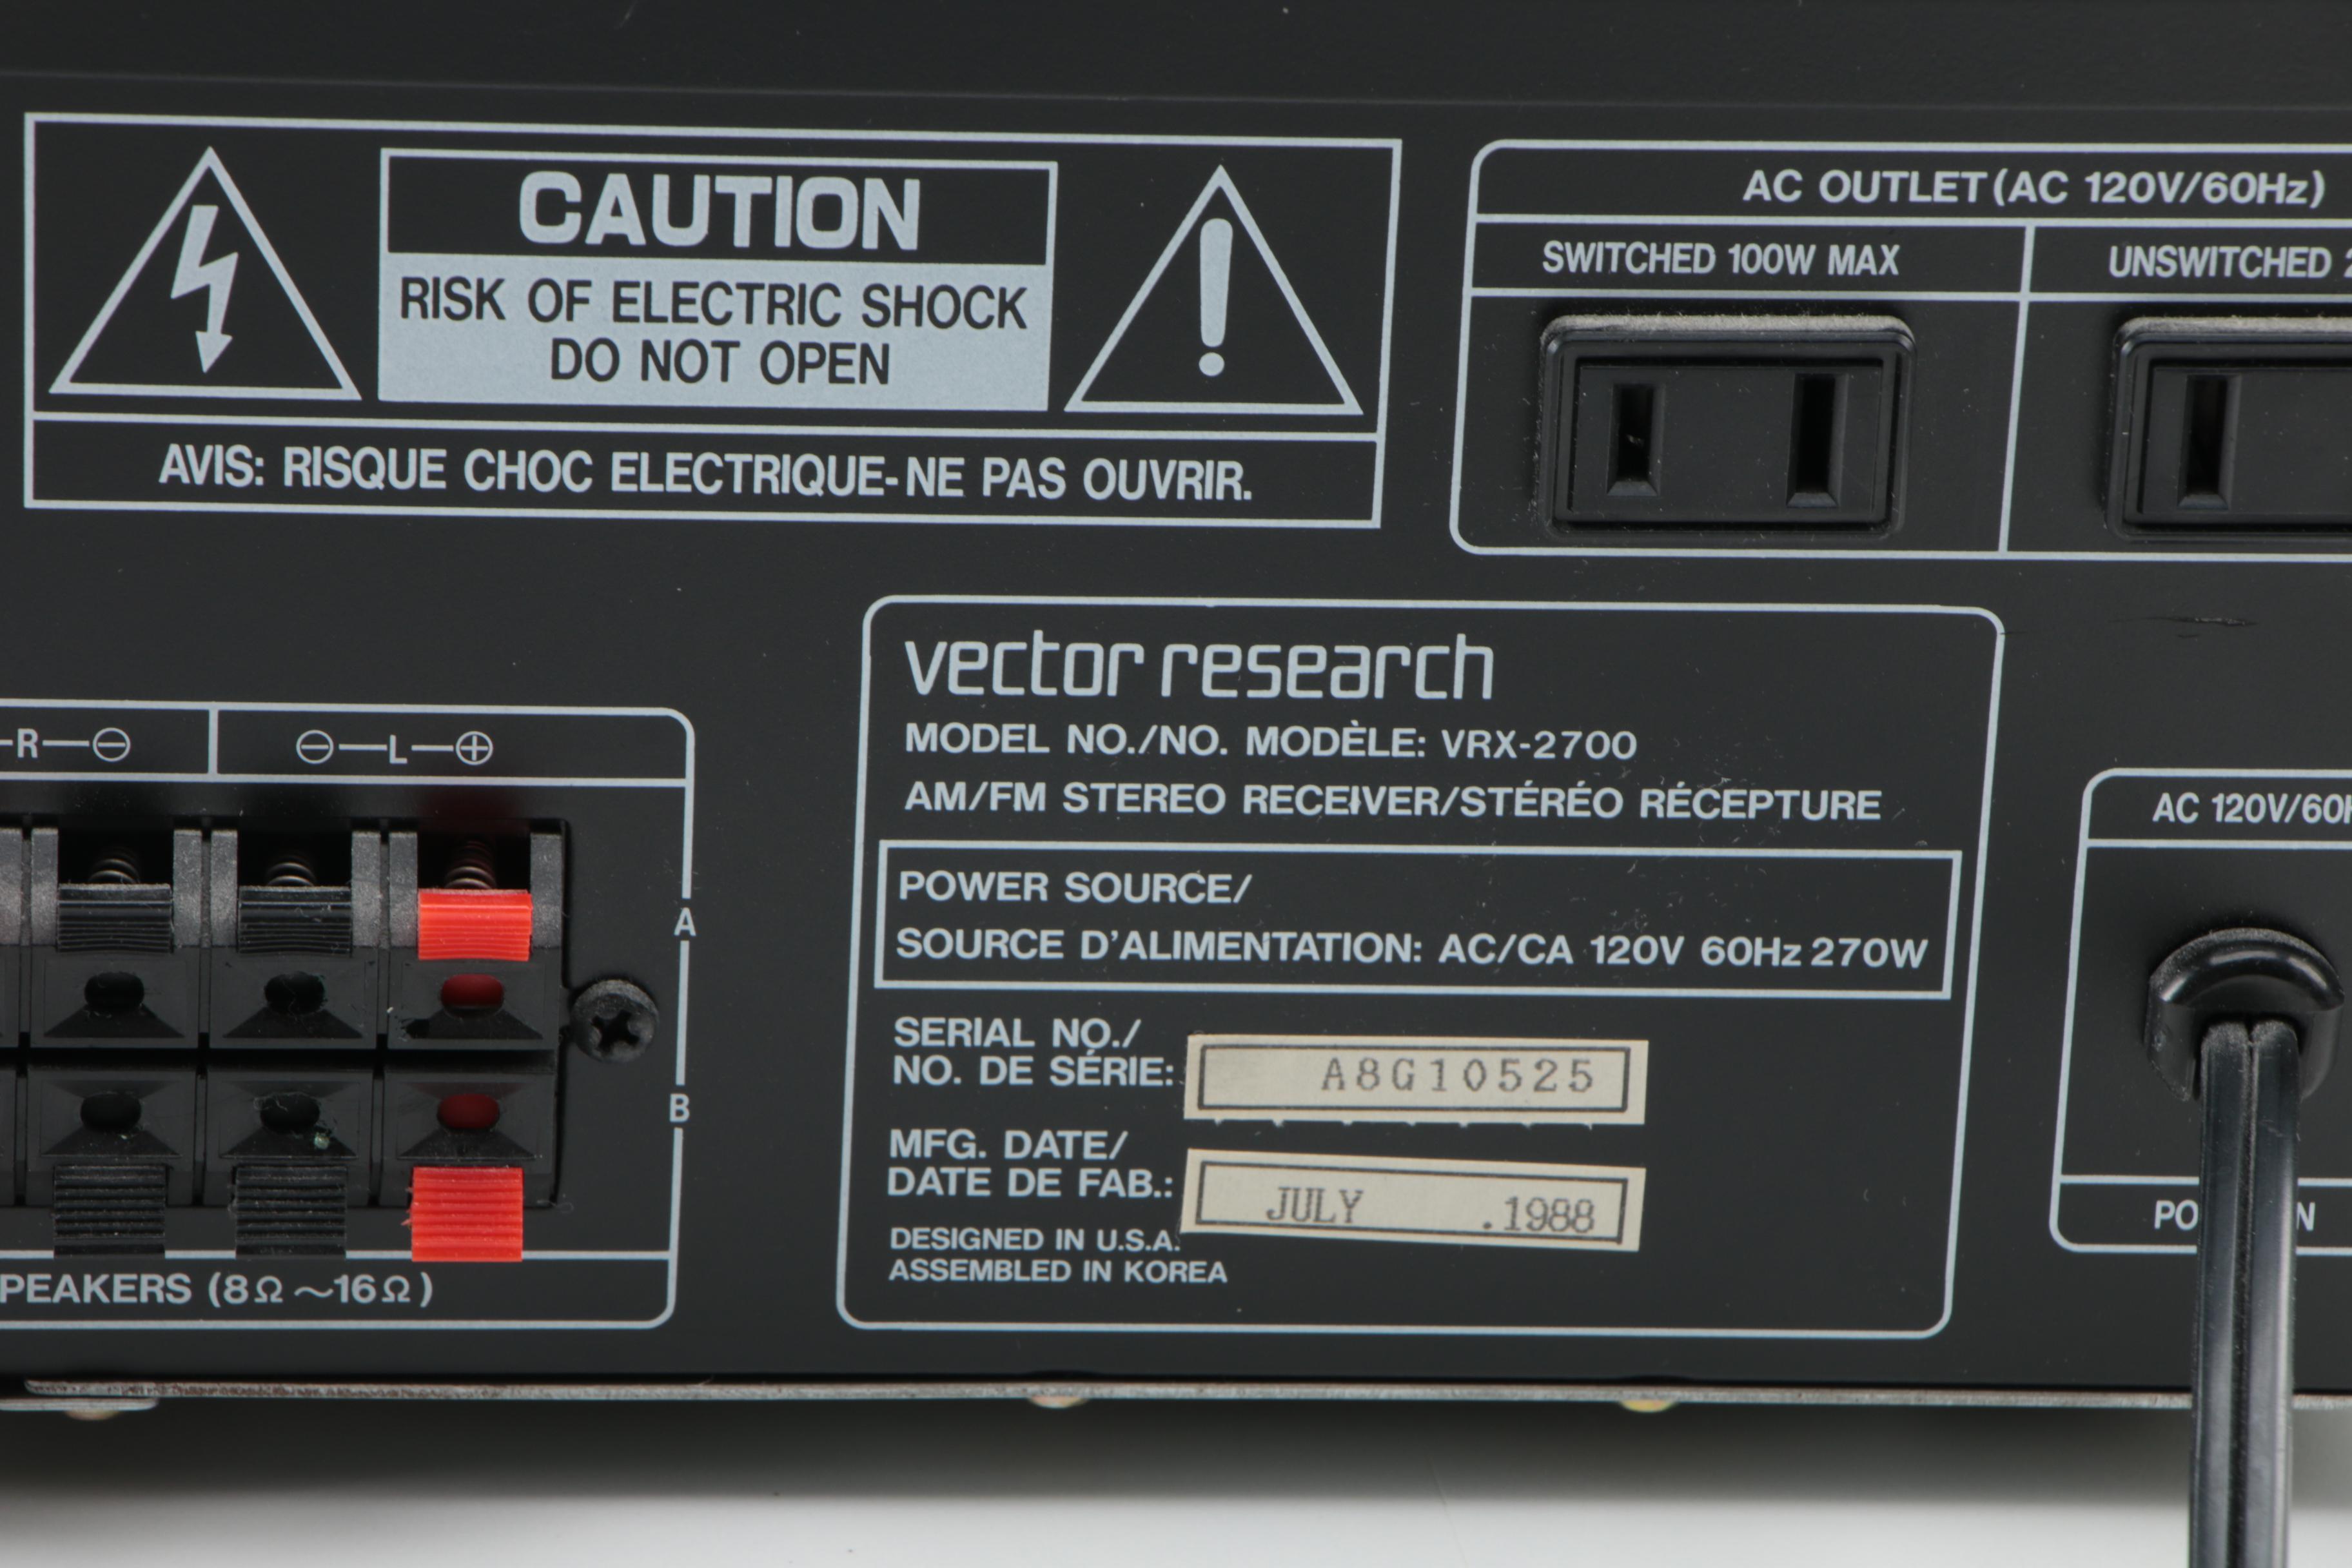 CAUTION
RISK OF ELECTRIC SHOCK
DO NOT OPEN
AVIS: RISQUE CHOC ELECTRIQUE-NE PAS OUVRIR.
AC OUTLET (AC 120V/60Hz)
SWITCHED 100W MAX
UNSWITCHED
R L
A
B
(8Ω ～16Ω)
vector research
MODEL NO./NO. MODÈLE: VRX-2700
AM/FM STEREO RECEIVER/STÉRÉO RÉCEPTURE
POWER SOURCE/
SOURCE D'ALIMENTATION: AC/CA 120V 60Hz 270W
SERIAL NO./
NO. DE SÉRIE: A8G10525
MFG. DATE/
DATE DE FAB.: JULY .1988
DESIGNED IN U.S.A.
ASSEMBLED IN KOREA
AC 120V/60